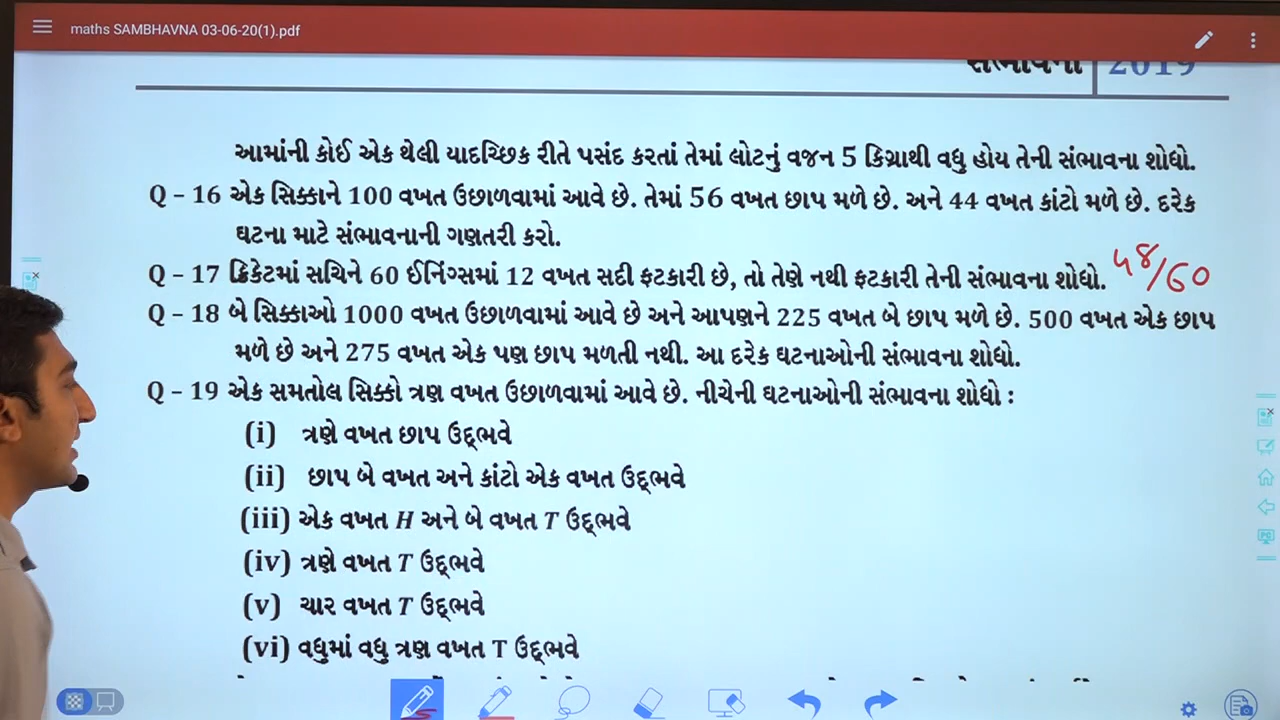 maths SAMBHAVNA 03-06-20(1).pdf
સંભાવના 2019
આમાંની કોઈ એક થેલી યાદચ્છિક રીતે પસંદ કરતાં તેમાં લોટનું વજન 5 કિગ્રાથી વધુ હોય તેની સંભાવના શોધો.
Q – 16 એક સિક્કાને 100 વખત ઉછાળવામાં આવે છે. તેમાં 56 વખત છાપ મળે છે. અને 44 વખત કાંટો મળે છે. દરેક
ઘટના માટે સંભાવનાની ગણતરી કરો.
Q – 17 ક્રિકેટમાં સચિને 60 ઈનિંગ્સમાં 12 વખત સદી ફટકારી છે, તો તેણે નથી ફટકારી તેની સંભાવના શોધો. 48/60
Q – 18 બે સિક્કાઓ 1000 વખત ઉછાળવામાં આવે છે અને આપણને 225 વખત બે છાપ મળે છે. 500 વખત એક છાપ
મળે છે અને 275 વખત એક પણ છાપ મળતી નથી. આ દરેક ઘટનાઓની સંભાવના શોધો.
Q – 19 એક સમતોલ સિક્કો ત્રણ વખત ઉછાળવામાં આવે છે. નીચેની ઘટનાઓની સંભાવના શોધો :
(i) ત્રણે વખત છાપ ઉદ્ભવે
(ii) છાપ બે વખત અને કાંટો એક વખત ઉદ્ભવે
(iii) એક વખત H અને બે વખત T ઉદ્ભવે
(iv) ત્રણે વખત T ઉદ્ભવે
(v) ચાર વખત T ઉદ્ભવે
(vi) વધુમાં વધુ ત્રણ વખત T ઉદ્ભવે